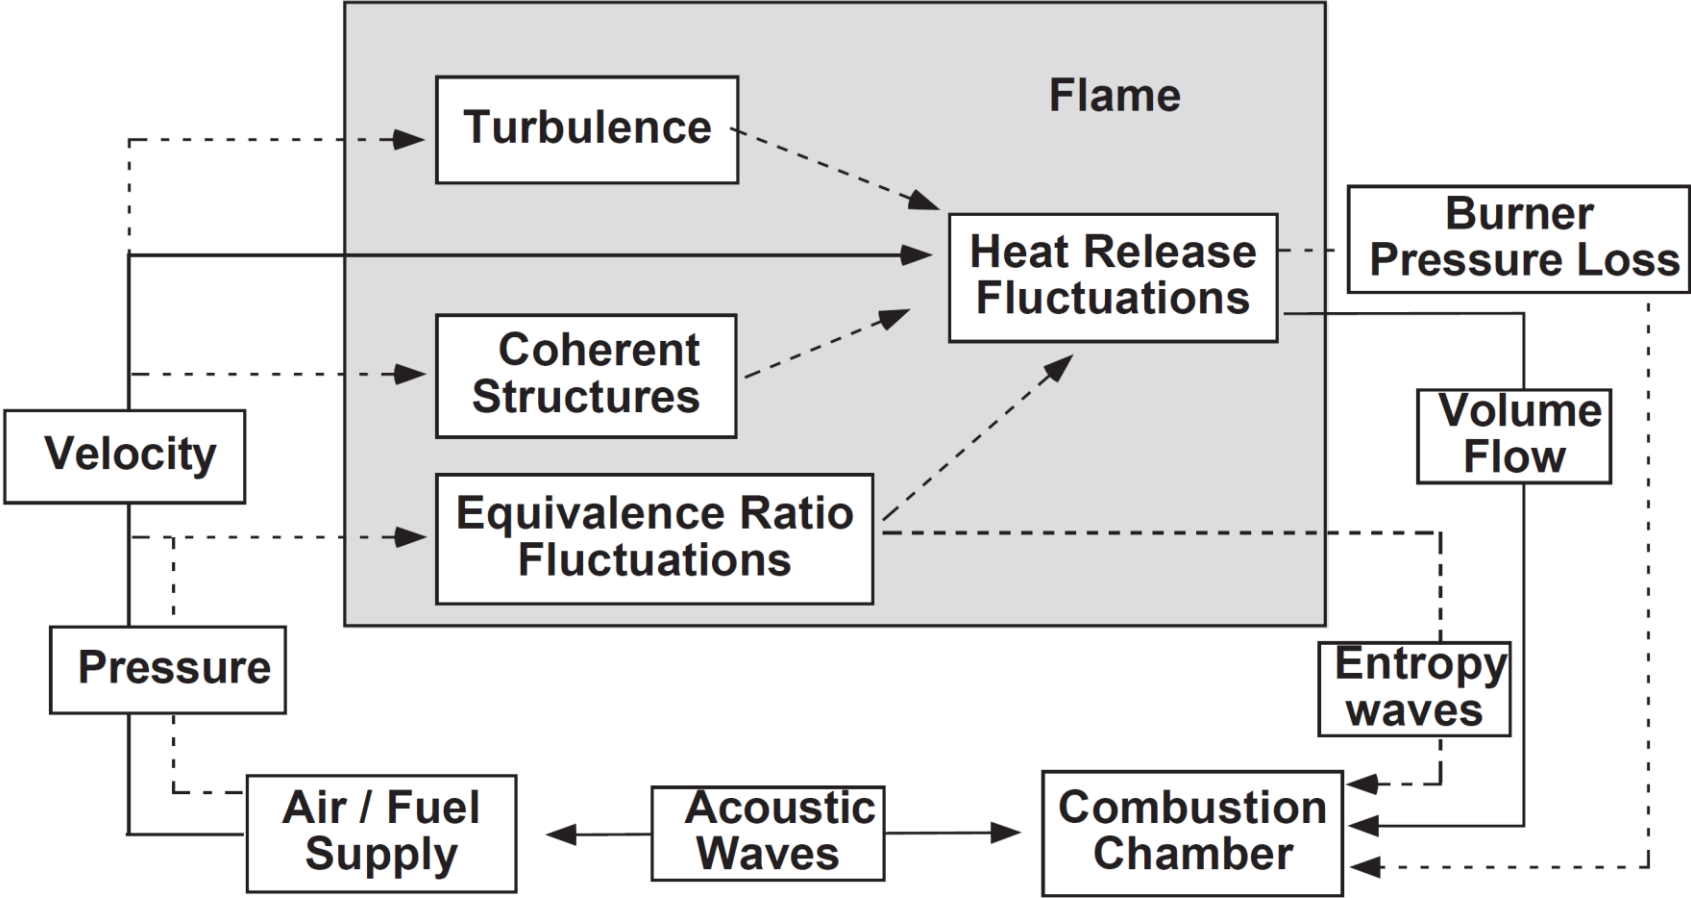 Flame
Turbulence
Burner
Pressure Loss
Heat Release
Fluctuations
Coherent
Structures
Volume
Flow
Velocity
Equivalence Ratio
Fluctuations
Pressure
Entropy
waves
Air / Fuel
Supply
Acoustic
Waves
Combustion
Chamber